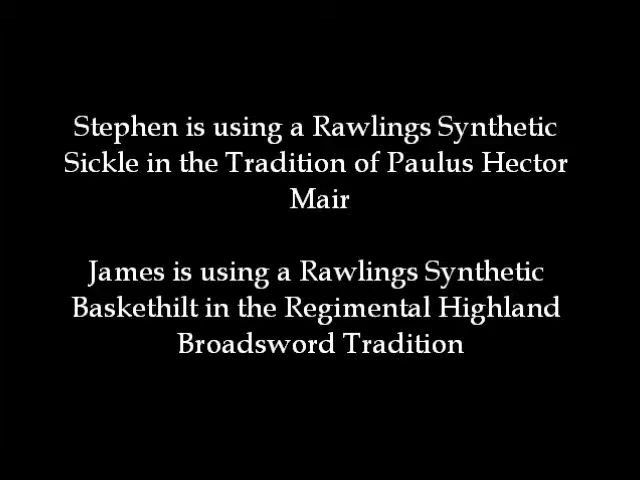 Stephen is using a Rawlings Synthetic
Sickle in the Tradition of Paulus Hector
Mair
James is using a Rawlings Synthetic
Baskethilt in the Regimental Highland
Broadsword Tradition